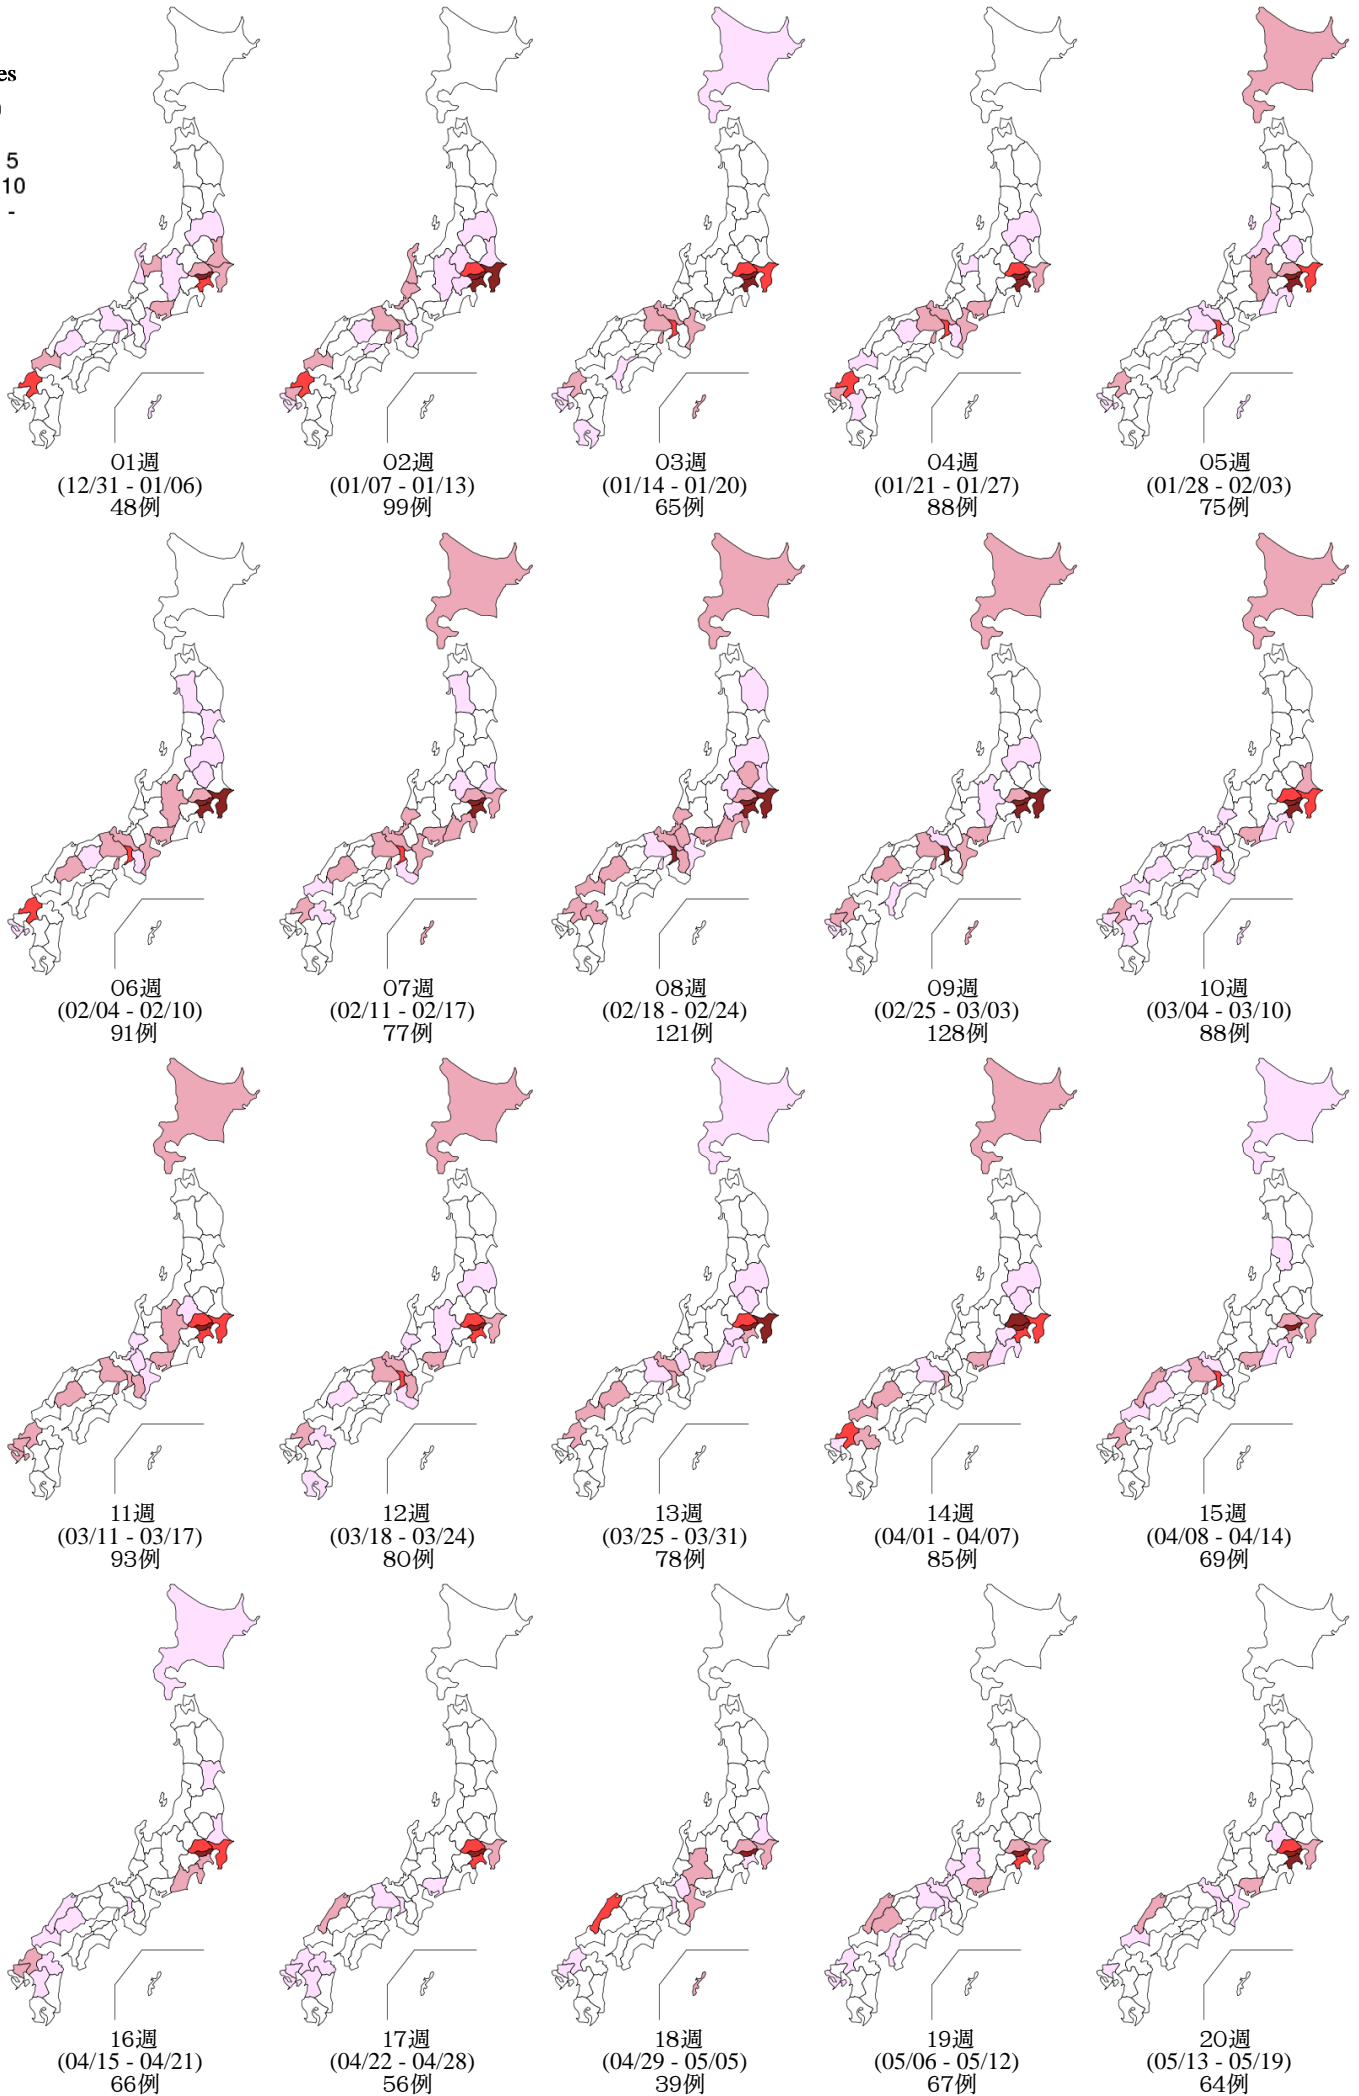 es
5
10
-
01週
(12/31 - 01/06)
48例
02週
(01/07 - 01/13)
99例
03週
(01/14 - 01/20)
65例
04週
(01/21 - 01/27)
88例
05週
(01/28 - 02/03)
75例
06週
(02/04 - 02/10)
91例
07週
(02/11 - 02/17)
77例
08週
(02/18 - 02/24)
121例
09週
(02/25 - 03/03)
128例
10週
(03/04 - 03/10)
88例
11週
(03/11 - 03/17)
93例
12週
(03/18 - 03/24)
80例
13週
(03/25 - 03/31)
78例
14週
(04/01 - 04/07)
85例
15週
(04/08 - 04/14)
69例
16週
(04/15 - 04/21)
66例
17週
(04/22 - 04/28)
56例
18週
(04/29 - 05/05)
39例
19週
(05/06 - 05/12)
67例
20週
(05/13 - 05/19)
64例